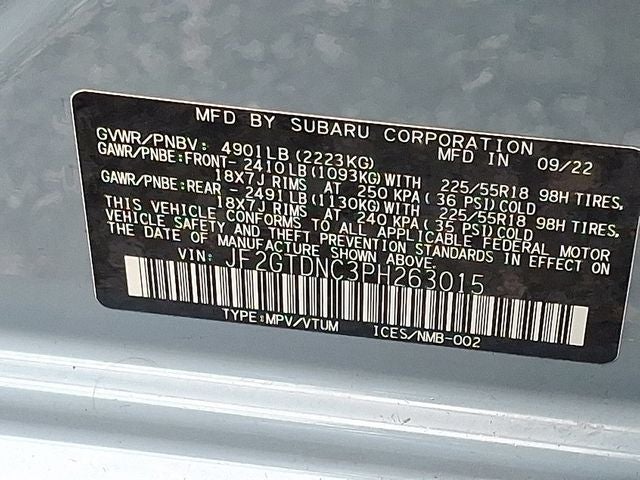 MFD BY SUBARU CORPORATION
GVWR/PNBV: 4901LB(2223KG) MFD IN 09/22
GAWR/PNBE:FRONT- 2410LB(1093KG)WITH 225/55R18 98H TIRES,
18X7J RIMS AT 250 KPA( 36 PSI)COLD
GAWR/PNBE:REAR - 2491LB(1130KG)WITH 225/55R18 98H TIRES,
18X7J RIMS AT 240 KPA( 35 PSI)COLD
THIS VEHICLE CONFORMS TO ALL APPLICABLE FEDERAL MOTOR
VEHICLE SAFETY AND THEFT PREVENTION STANDARDS IN EFFECT ON
THE DATE OF MANUFACTURE SHOWN ABOVE.
VIN: JF2GTDNC3PH263015
TYPE:MPV/VTUM ICES/NMB-002